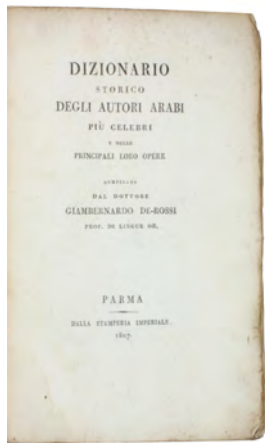 DIZIONARIO
STORICO
DEGLI AUTORI ARABI
PIÙ CELEBRI
E DELLE
PRINCIPALI LORO OPERE
COMPILATO
DAL DOTTORE
GIAMBERNARDO DE-ROSSI
PROF. DI LINGUE OR.
PARMA
DALLA STAMPERIA IMPERIALE
1807.